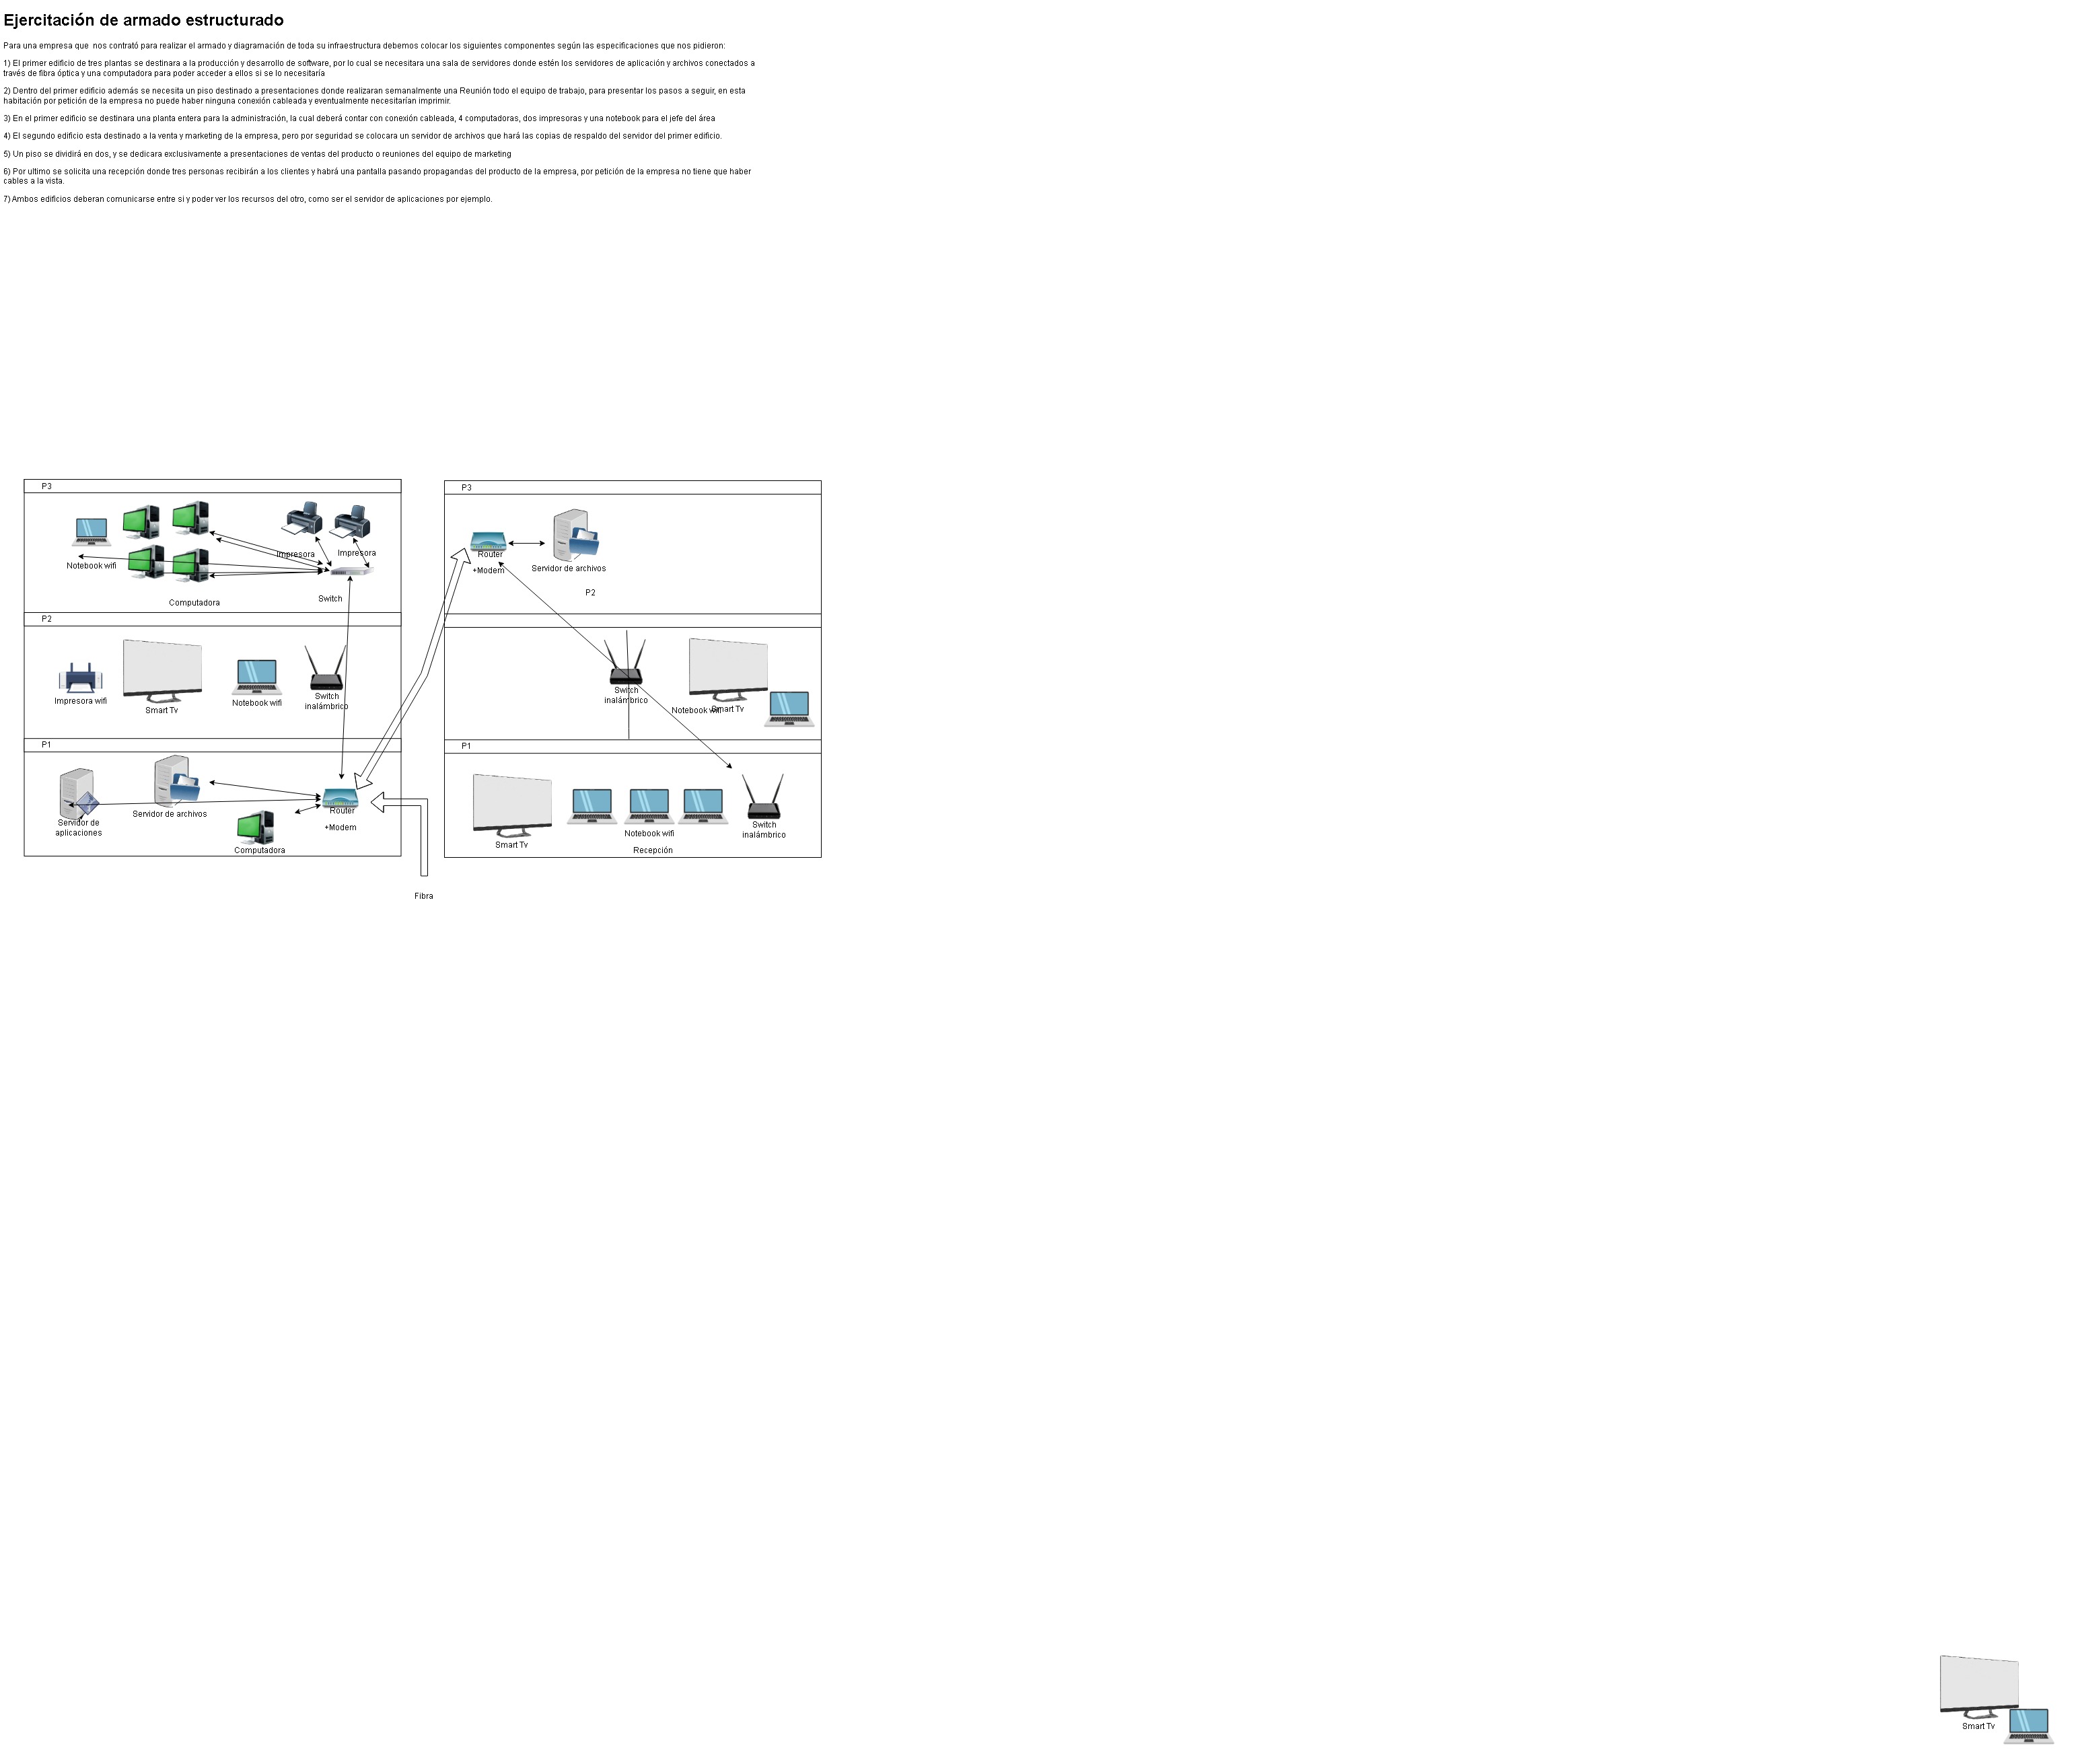 Ejercitación de armado estructurado
Para una empresa que  nos contrató para realizar el armado y diagramación de toda su infraestructura debemos colocar los siguientes componentes según las especificaciones que nos pidieron:
1) El primer edificio de tres plantas se destinara a la producción y desarrollo de software, por lo cual se necesitara una sala de servidores donde estén los servidores de aplicación y archivos conectados a
través de fibra óptica y una computadora para poder acceder a ellos si se lo necesitaría
2) Dentro del primer edificio además se necesita un piso destinado a presentaciones donde realizaran semanalmente una Reunión todo el equipo de trabajo, para presentar los pasos a seguir, en esta
habitación por petición de la empresa no puede haber ninguna conexión cableada y eventualmente necesitarían imprimir.
3) En el primer edificio se destinara una planta entera para la administración, la cual deberá contar con conexión cableada, 4 computadoras, dos impresoras y una notebook para el jefe del área
4) El segundo edificio esta destinado a la venta y marketing de la empresa, pero por seguridad se colocara un servidor de archivos que hará las copias de respaldo del servidor del primer edificio.
5) Un piso se dividirá en dos, y se dedicara exclusivamente a presentaciones de ventas del producto o reuniones del equipo de marketing
6) Por ultimo se solicita una recepción donde tres personas recibirán a los clientes y habrá una pantalla pasando propagandas del producto de la empresa, por petición de la empresa no tiene que haber
cables a la vista.
7) Ambos edificios deberan comunicarse entre si y poder ver los recursos del otro, como ser el servidor de aplicaciones por ejemplo.
P3
Impresora
Impresora
Notebook wifi
Switch
Computadora
P2
Impresora wifi
Smart Tv
Notebook wifi
Switch
inalámbrico
P1
Servidor de
aplicaciones
Servidor de archivos
Router
+Modem
Computadora
Fibra
P3
Router
+Modem
Servidor de archivos
P2
Switch
inalámbrico
Notebook wifi
Smart Tv
P1
Smart Tv
Notebook wifi
Switch
inalámbrico
Recepción
Smart Tv